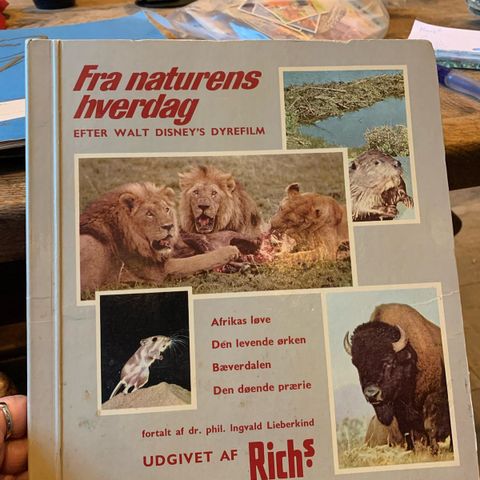 Fra naturens
hverdag
EFTER WALT DISNEY'S DYREFILM
Afrikas løve
Den levende ørken
Bæverdalen
Den døende prærie
fortalt af dr. phil. Ingvald Lieberkind
UDGIVET AF Rich's.